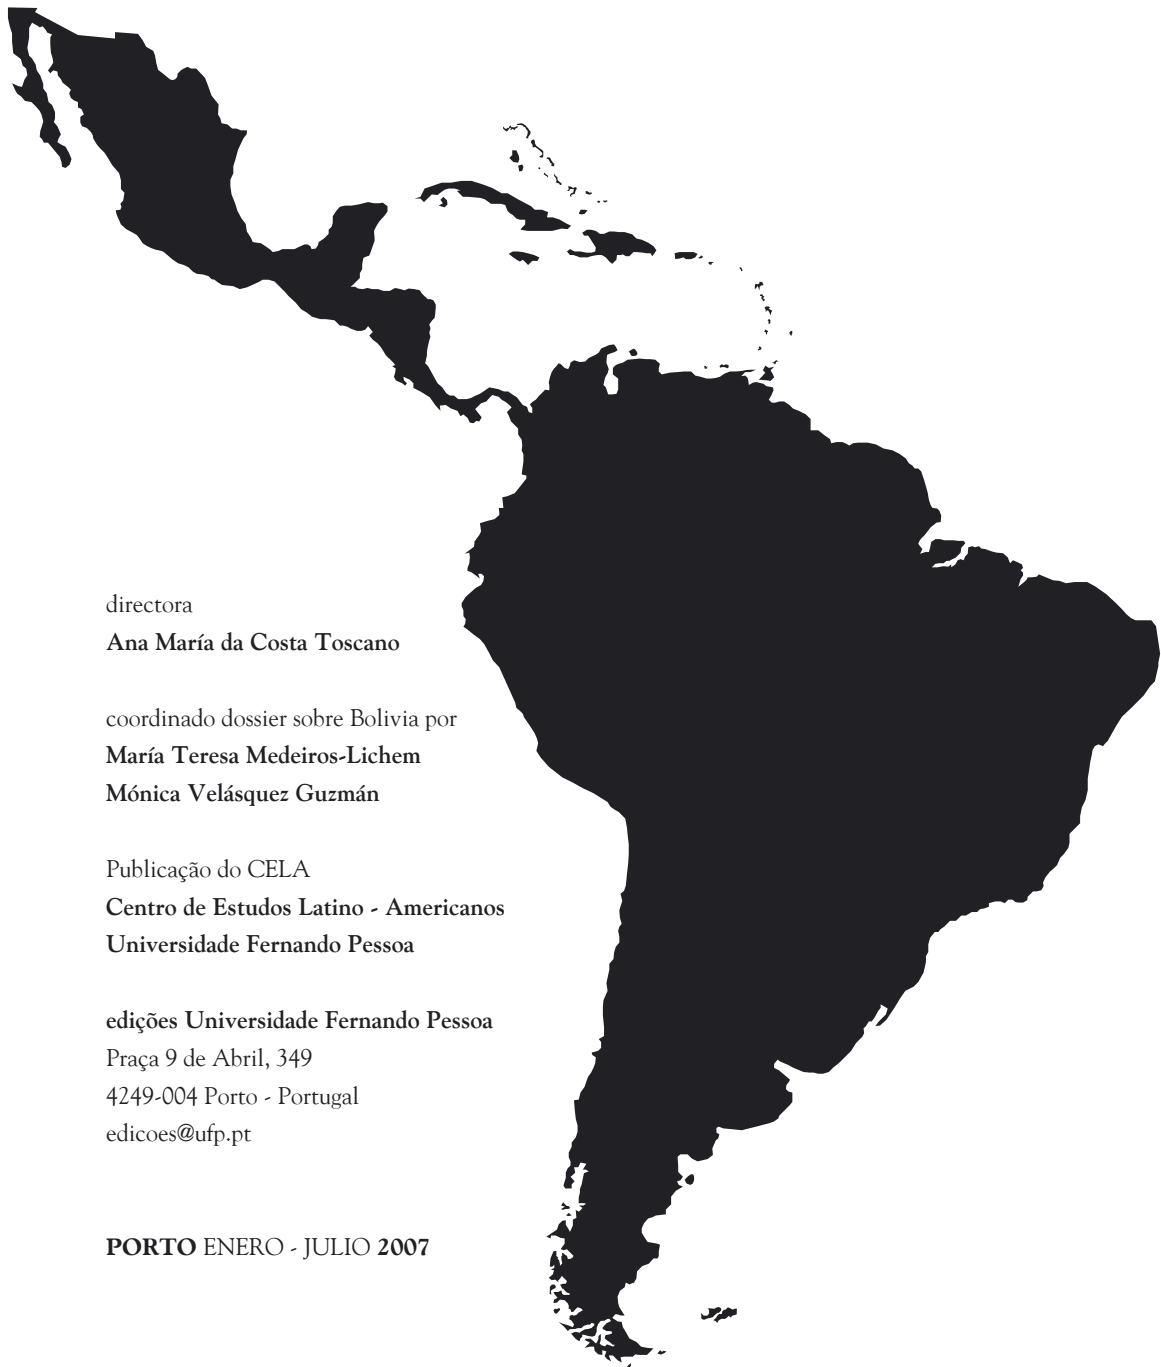 directora
Ana María da Costa Toscano
coordinado dossier sobre Bolivia por
María Teresa Medeiros-Lichem
Mónica Velásquez Guzmán
Publicação do CELA
Centro de Estudos Latino - Americanos
Universidade Fernando Pessoa
edições Universidade Fernando Pessoa
Praça 9 de Abril, 349
4249-004 Porto - Portugal
edicoes@ufp.pt
PORTO ENERO - JULIO 2007